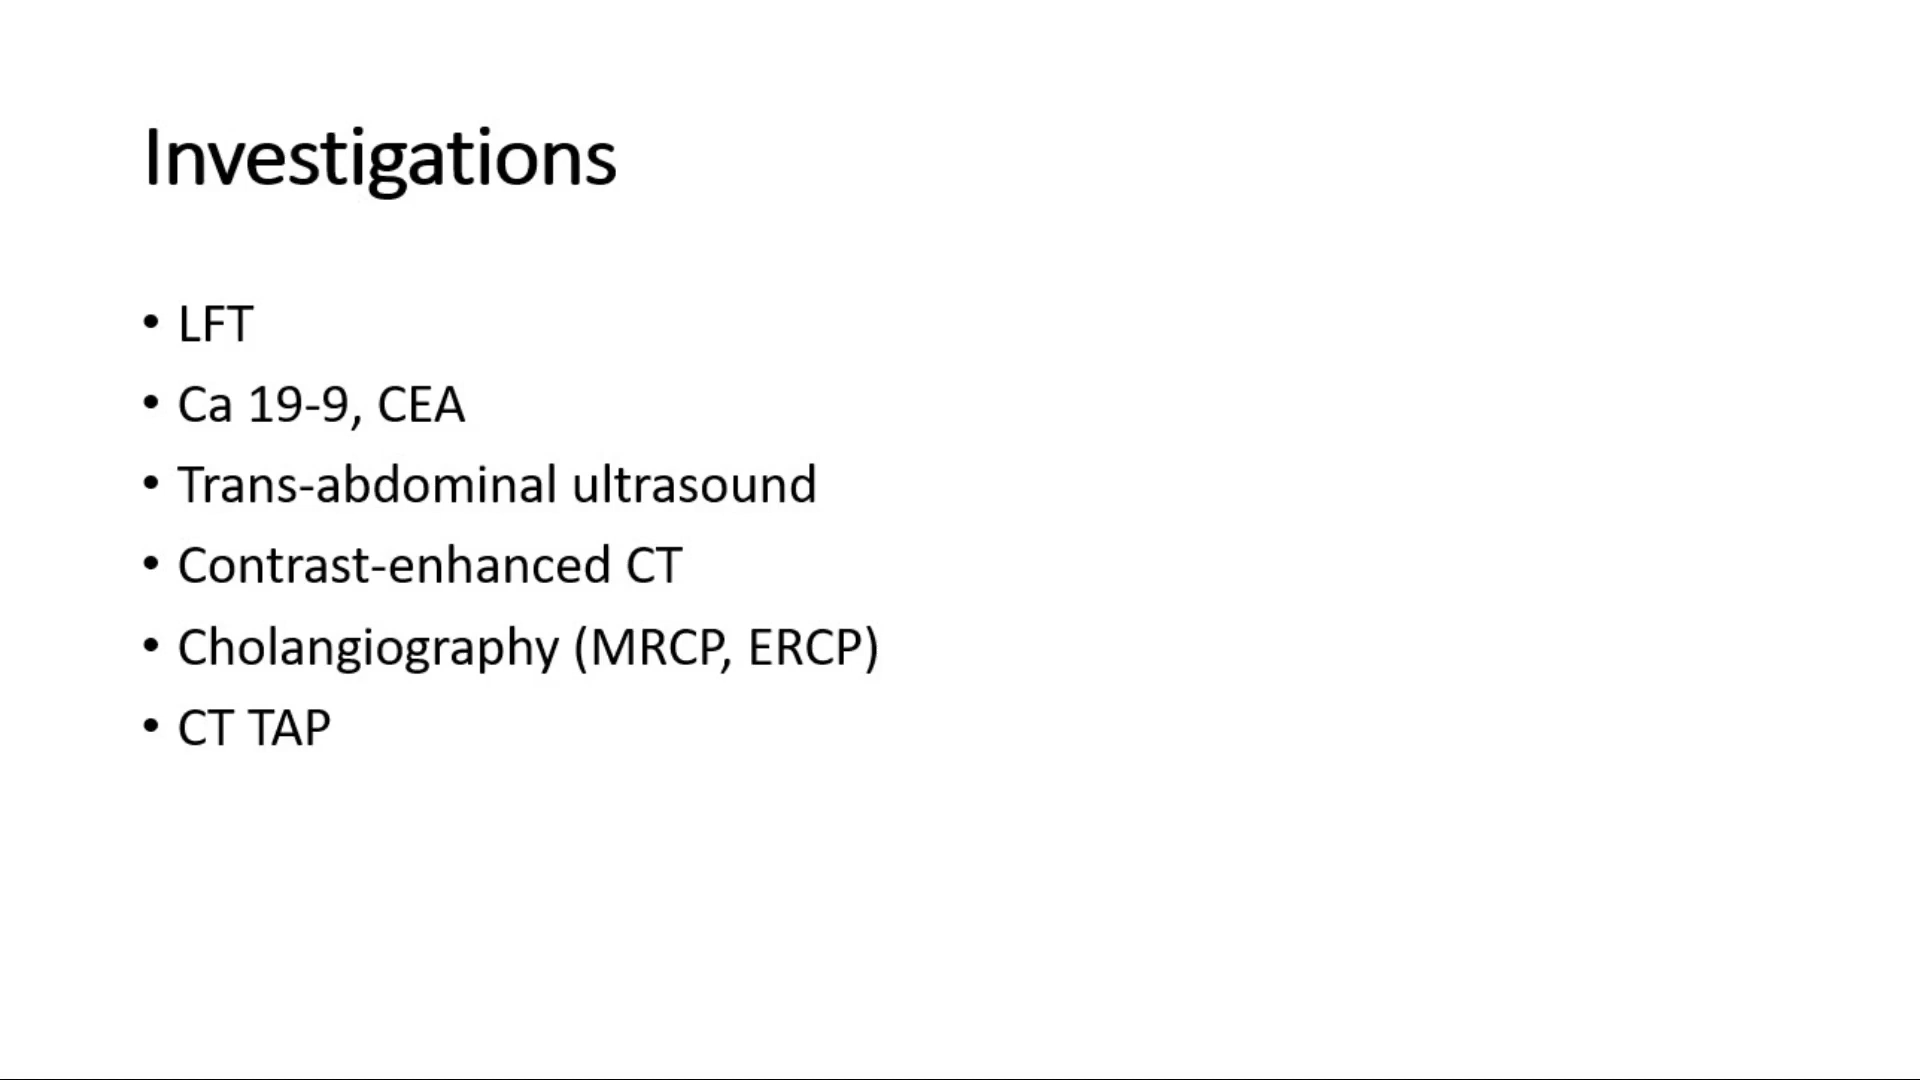 Investigations
• LFT
• Ca 19-9, CEA
• Trans-abdominal ultrasound
• Contrast-enhanced CT
• Cholangiography (MRCP, ERCP)
• CT TAP